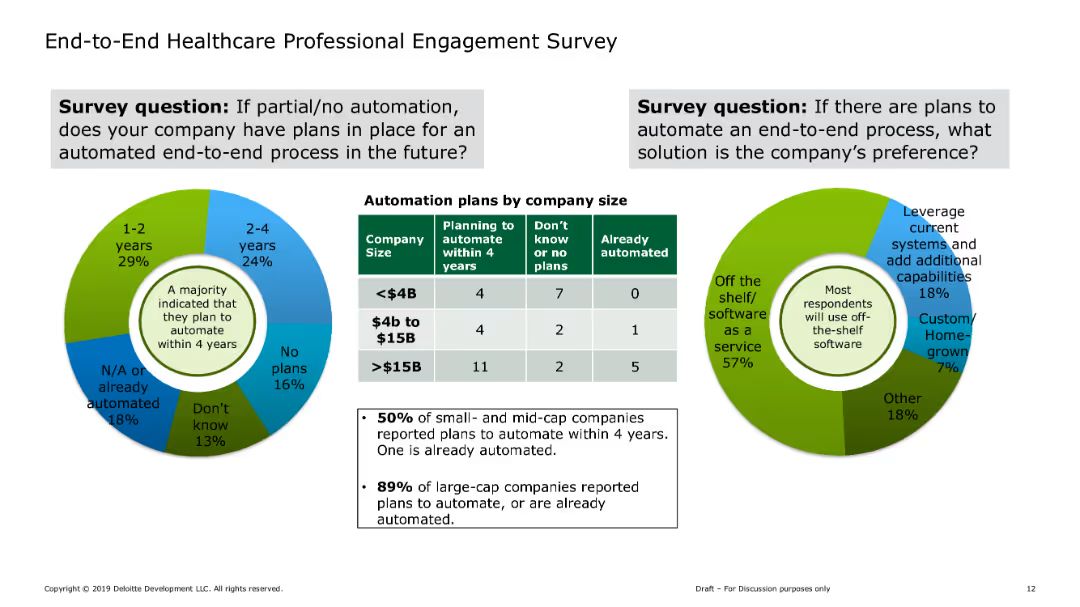 End-to-End Healthcare Professional Engagement Survey
Survey question: If partial/no automation,
does your company have plans in place for an
automated end-to-end process in the future?
Survey question: If there are plans to
automate an end-to-end process, what
solution is the company's preference?
1-2
years
29%
2-4
years
24%
No
plans
16%
Don't
know
13%
N/A or
already
automated
18%
A majority
indicated that
they plan to
automate
within 4 years
Automation plans by company size
Company
Size
Planning to
automate
within 4
years
Don't
know
or no
plans
Already
automated
<$4B 4 7 0
$4b to
$15B
4 2 1
>$15B 11 2 5
• 50% of small- and mid-cap companies
reported plans to automate within 4 years.
One is already automated.
• 89% of large-cap companies reported
plans to automate, or are already
automated.
Leverage
current
systems and
add additional
capabilities
18%
Custom/
Home-
grown
7%
Other
18%
Off the
shelf/
software
as a
service
57%
Most
respondents
will use off-
the-shelf
software
Copyright © 2019 Deloitte Development LLC. All rights reserved.
Draft – For Discussion purposes only
12